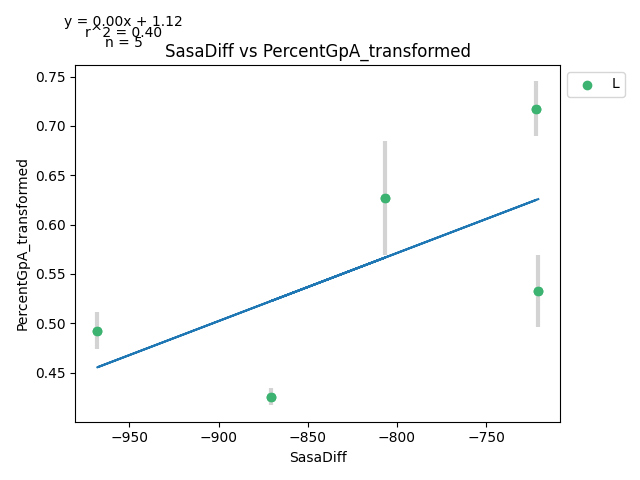 y = 0.00x + 1.12
r^2 = 0.40
n = 5
SasaDiff vs PercentGpA_transformed
L
PercentGpA_transformed
0.75
0.70
0.65
0.60
0.55
0.50
0.45
−950
−900
−850
−800
−750
SasaDiff